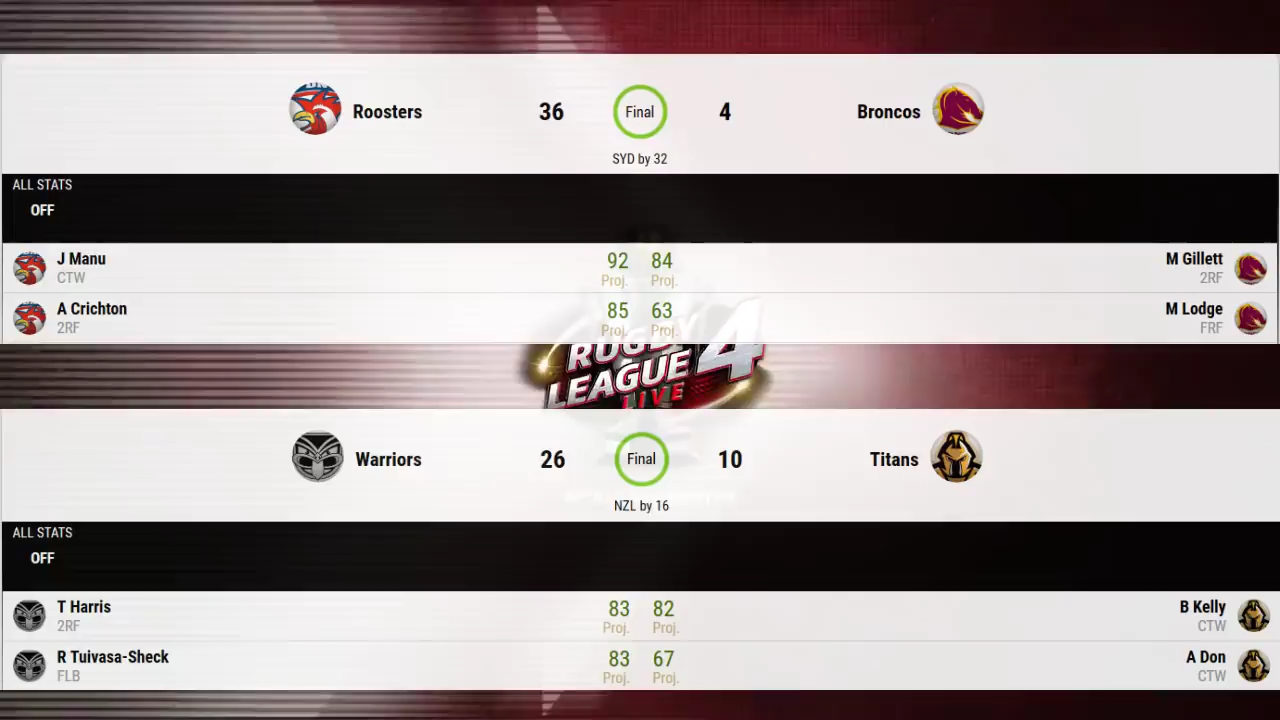 Roosters 36 Final 4 Broncos
SYD by 32
ALL STATS
OFF
J Manu 92 84 M Gillett
CTW Proj. Proj. 2RF
A Crichton 85 63 M Lodge
2RF Proj. Proj. FRF
RUGBY
LEAGUE 4
LIVE
Warriors 26 Final 10 Titans
NZL by 16
ALL STATS
OFF
T Harris 83 82 B Kelly
2RF Proj. Proj. CTW
R Tuivasa-Sheck 83 67 A Don
FLB Proj. Proj. CTW